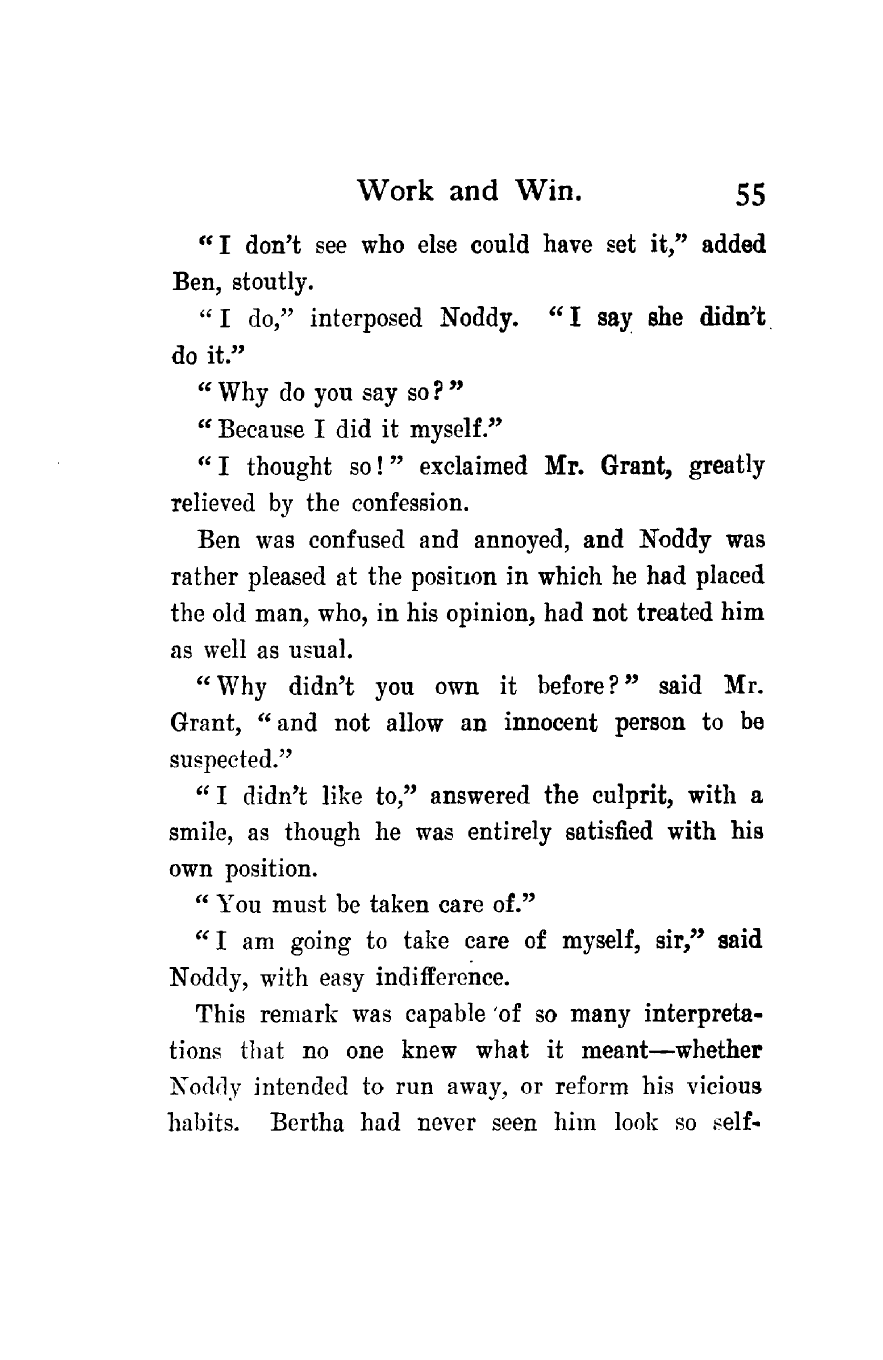 Work and Win. 55
“I don’t see who else could have set it,” added
Ben, stoutly.
“I do,” interposed Noddy. “I say she didn’t
do it.”
“Why do you say so?”
“Because I did it myself.”
“I thought so!” exclaimed Mr. Grant, greatly
relieved by the confession.
Ben was confused and annoyed, and Noddy was
rather pleased at the position in which he had placed
the old man, who, in his opinion, had not treated him
as well as usual.
“Why didn’t you own it before?” said Mr.
Grant, “and not allow an innocent person to be
suspected.”
“I didn’t like to,” answered the culprit, with a
smile, as though he was entirely satisfied with his
own position.
“You must be taken care of.”
“I am going to take care of myself, sir,” said
Noddy, with easy indifference.
This remark was capable of so many interpreta-
tions that no one knew what it meant—whether
Noddy intended to run away, or reform his vicious
habits. Bertha had never seen him look so self-